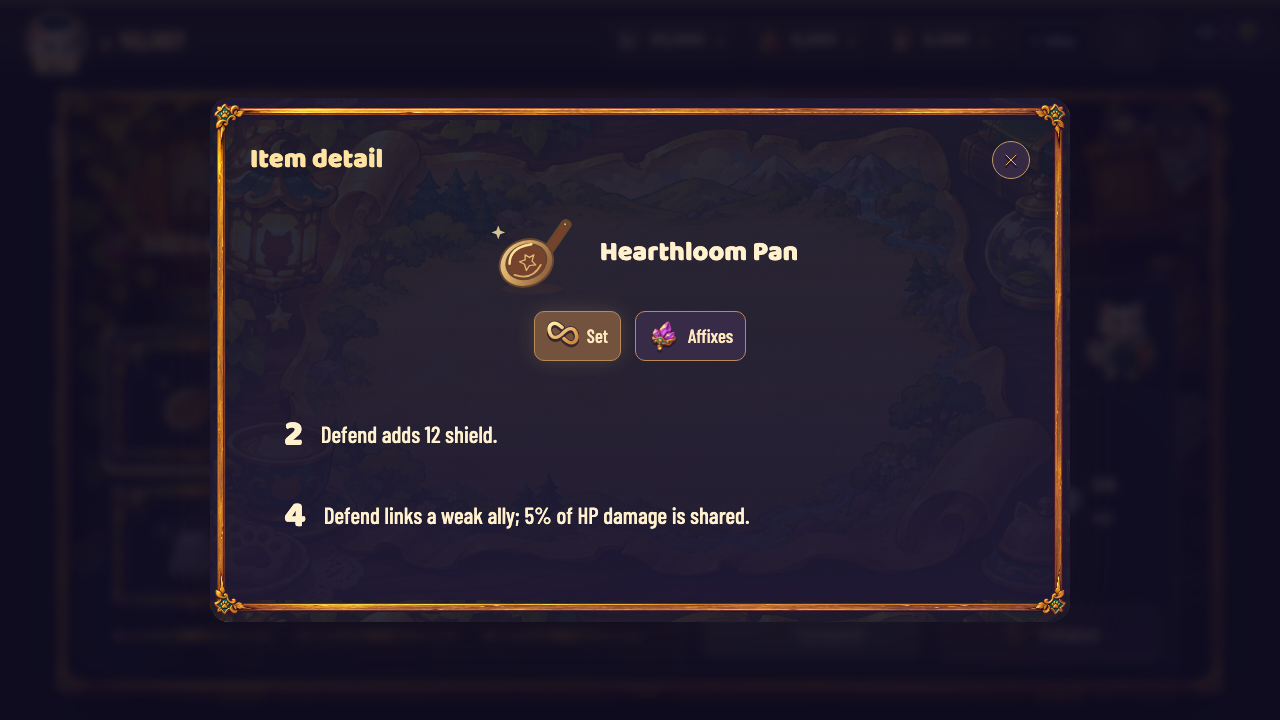 Item detail
Hearthloom Pan
Set
Affixes
2 Defend adds 12 shield.
4 Defend links a weak ally; 5% of HP damage is shared.